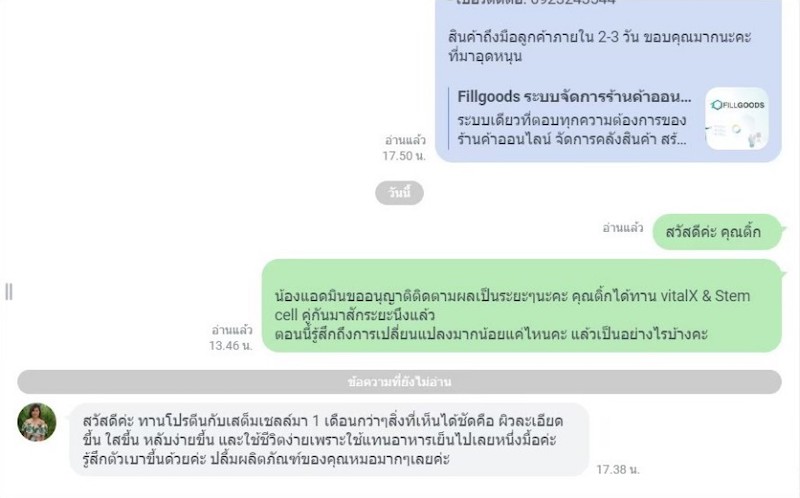 สินค้าถึงมือลูกค้าภายใน 2-3 วัน ขอบคุณมากนะคะ
ที่มาอุดหนุน
Fillgoods ระบบจัดการร้านค้าออน...
ระบบเดียวที่ตอบทุกความต้องการของ
ร้านค้าออนไลน์ จัดการคลังสินค้า สร้...
FILLGOODS
อ่านแล้ว
17.50 น.
วันนี้
อ่านแล้ว
สวัสดีค่ะ คุณติ้ก
น้องแอดมินขออนุญาติติดตามผลเป็นระยะๆนะคะ คุณติ้กได้ทาน vitalX & Stem
cell คู่กันมาสักระยะนึงแล้ว
ตอนนี้รู้สึกถึงการเปลี่ยนแปลงมากน้อยแค่ไหนคะ แล้วเป็นอย่างไรบ้างคะ
อ่านแล้ว
13.46 น.
ข้อความที่ยังไม่อ่าน
สวัสดีค่ะ ทานโปรตีนกับเสต็มเซลล์มา 1 เดือนกว่าๆสิ่งที่เห็นได้ชัดคือ ผิวละเอียด
ขึ้น ใสขึ้น หลับง่ายขึ้น และใช้ชีวิตง่ายเพราะใช้แทนอาหารเย็นไปเลยหนึ่งมื้อค่ะ
รู้สึกตัวเบาขึ้นด้วยค่ะ ปลื้มผลิตภัณฑ์ของคุณหมอมากๆเลยค่ะ
17.38 น.